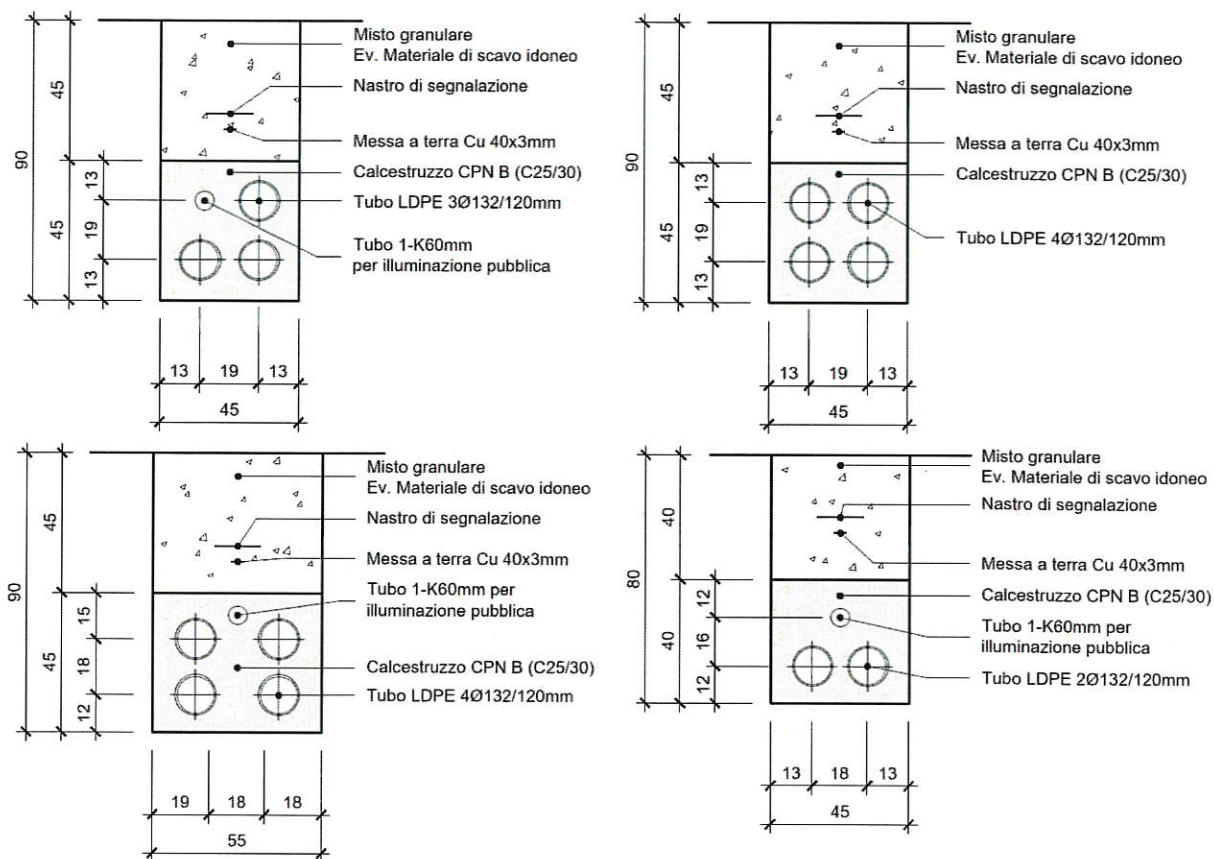 Misto granulare
Ev. Materiale di scavo idoneo
Nastro di segnalazione
Messa a terra Cu 40x3mm
Calcestruzzo CPN B (C25/30)
Tubo LDPE 3Ø132/120mm
Tubo 1-K60mm
per illuminazione pubblica
90
45
45
13
19
13
13
19
13
45
Misto granulare
Ev. Materiale di scavo idoneo
Nastro di segnalazione
Messa a terra Cu 40x3mm
Calcestruzzo CPN B (C25/30)
Tubo LDPE 4Ø132/120mm
90
45
45
13
19
13
13
19
13
45
Misto granulare
Ev. Materiale di scavo idoneo
Nastro di segnalazione
Messa a terra Cu 40x3mm
Tubo 1-K60mm per
illuminazione pubblica
Calcestruzzo CPN B (C25/30)
Tubo LDPE 4Ø132/120mm
90
45
45
15
18
12
19
18
18
55
Misto granulare
Ev. Materiale di scavo idoneo
Nastro di segnalazione
Messa a terra Cu 40x3mm
Calcestruzzo CPN B (C25/30)
Tubo 1-K60mm per
illuminazione pubblica
Tubo LDPE 2Ø132/120mm
80
40
40
12
16
12
13
18
13
45